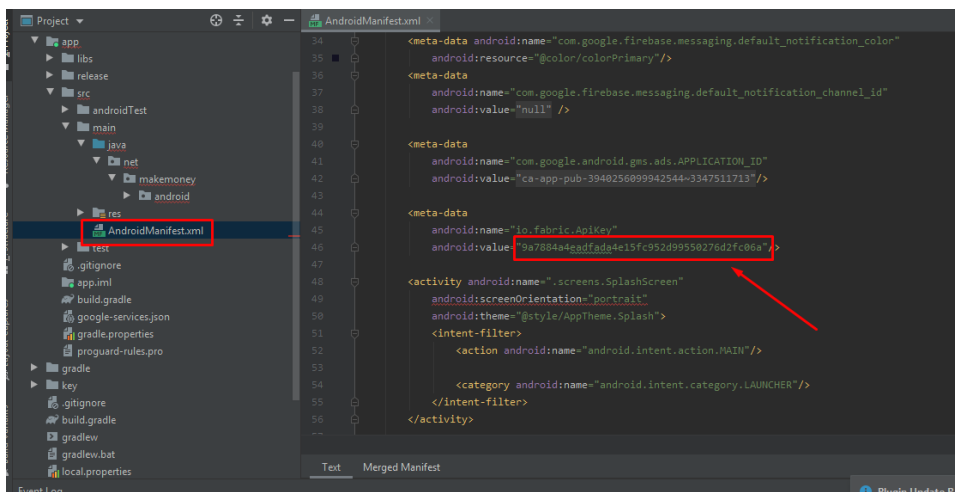 Project
AndroidManifest.xml
app
libs
release
src
androidTest
main
java
net
makemoney
android
res
AndroidManifest.xml
test
.gitignore
app.iml
build.gradle
google-services.json
gradle.properties
proguard-rules.pro
gradle
key
.gitignore
build.gradle
gradlew
gradlew.bat
local.properties
34 <meta-data android:name="com.google.firebase.messaging.default_notification_color"
35 android:resource="@color/colorPrimary"/>
36 <meta-data
37 android:name="com.google.firebase.messaging.default_notification_channel_id"
38 android:value="null" />
39
40 <meta-data
41 android:name="com.google.android.gms.ads.APPLICATION_ID"
42 android:value="ca-app-pub-3940256099942544~3347511713"/>
43
44 <meta-data
45 android:name="io.fabric.ApiKey"
46 android:value="9a7884a4eadfada4e15fc952d99550276d2fc06a"/>
47
48 <activity android:name=".screens.SplashScreen"
49 android:screenOrientation="portrait"
50 android:theme="@style/AppTheme.Splash">
51 <intent-filter>
52 <action android:name="android.intent.action.MAIN"/>
53
54 <category android:name="android.intent.category.LAUNCHER"/>
55 </intent-filter>
56 </activity>
Text Merged Manifest
Event Log
Plugin Update